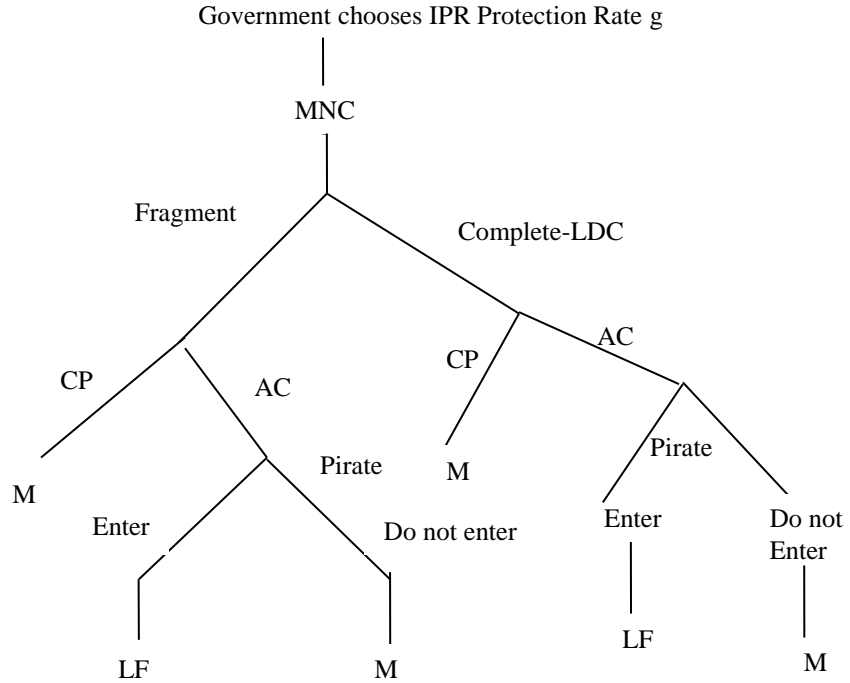 Government chooses IPR Protection Rate g
MNC
Fragment
Complete-LDC
CP
AC
CP
AC
M
Pirate
M
Pirate
Enter
Do not enter
Enter
Do not
Enter
LF
M
LF
M